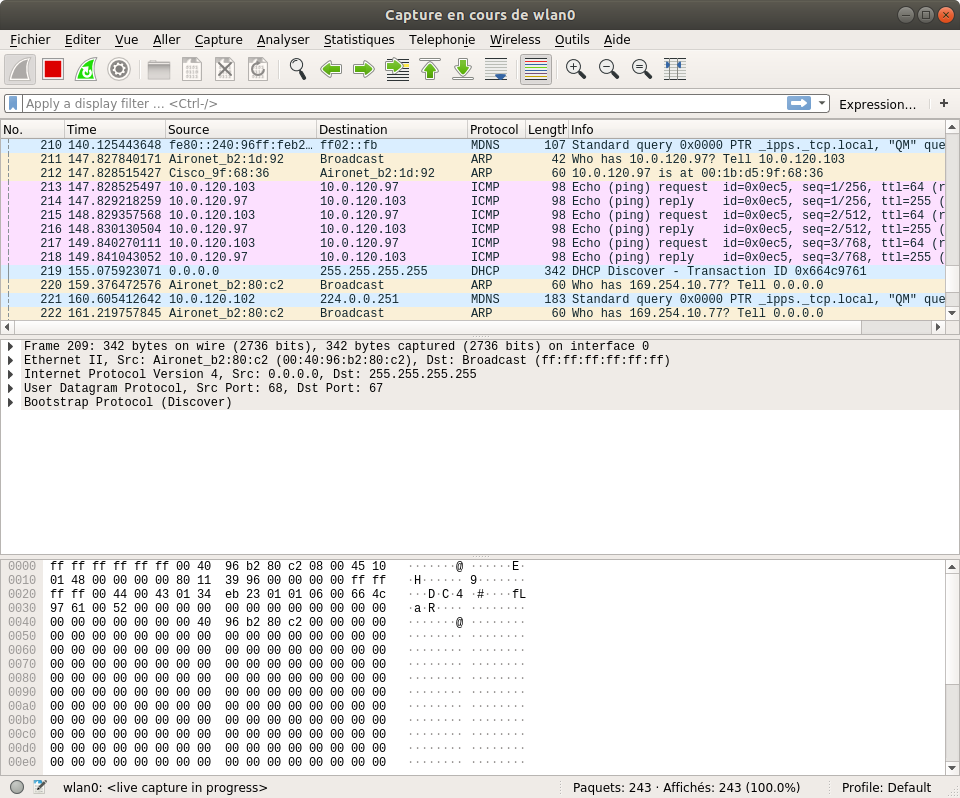 Capture en cours de wlan0
Fichier Editer Vue Aller Capture Analyser Statistiques Telephonie Wireless Outils Aide
Apply a display filter ... <Ctrl-/> Expression... +
No. Time Source Destination Protocol Length Info
210 140.125443648 fe80::240:96ff:feb2… ff02::fb MDNS 107 Standard query 0x0000 PTR _ipps._tcp.local, "QM" que
211 147.827840171 Aironet_b2:1d:92 Broadcast ARP 42 Who has 10.0.120.97? Tell 10.0.120.103
212 147.828515427 Cisco_9f:68:36 Aironet_b2:1d:92 ARP 60 10.0.120.97 is at 00:1b:d5:9f:68:36
213 147.828525497 10.0.120.103 10.0.120.97 ICMP 98 Echo (ping) request id=0x0ec5, seq=1/256, ttl=64 (r
214 147.829218259 10.0.120.97 10.0.120.103 ICMP 98 Echo (ping) reply id=0x0ec5, seq=1/256, ttl=255 (
215 148.829357568 10.0.120.103 10.0.120.97 ICMP 98 Echo (ping) request id=0x0ec5, seq=2/512, ttl=64 (r
216 148.830130504 10.0.120.97 10.0.120.103 ICMP 98 Echo (ping) reply id=0x0ec5, seq=2/512, ttl=255 (
217 149.840270111 10.0.120.103 10.0.120.97 ICMP 98 Echo (ping) request id=0x0ec5, seq=3/768, ttl=64 (r
218 149.841043052 10.0.120.97 10.0.120.103 ICMP 98 Echo (ping) reply id=0x0ec5, seq=3/768, ttl=255 (
219 155.075923071 0.0.0.0 255.255.255.255 DHCP 342 DHCP Discover - Transaction ID 0x664c9761
220 159.376472576 Aironet_b2:80:c2 Broadcast ARP 60 Who has 169.254.10.77? Tell 0.0.0.0
221 160.605412642 10.0.120.102 224.0.0.251 MDNS 183 Standard query 0x0000 PTR _ipps._tcp.local, "QM" que
222 161.219757845 Aironet_b2:80:c2 Broadcast ARP 60 Who has 169.254.10.77? Tell 0.0.0.0
Frame 209: 342 bytes on wire (2736 bits), 342 bytes captured (2736 bits) on interface 0
Ethernet II, Src: Aironet_b2:80:c2 (00:40:96:b2:80:c2), Dst: Broadcast (ff:ff:ff:ff:ff:ff)
Internet Protocol Version 4, Src: 0.0.0.0, Dst: 255.255.255.255
User Datagram Protocol, Src Port: 68, Dst Port: 67
Bootstrap Protocol (Discover)
0000 ff ff ff ff ff ff 00 40 96 b2 80 c2 08 00 45 10 ·······@ ······E·
0010 01 48 00 00 00 00 80 11 39 96 00 00 00 00 ff ff ·H······ 9·······
0020 ff ff 00 44 00 43 01 34 eb 23 01 01 06 00 66 4c ···D·C·4 ·#····fL
0030 97 61 00 52 00 00 00 00 00 00 00 00 00 00 00 00 ·a·R···· ········
0040 00 00 00 00 00 00 00 40 96 b2 80 c2 00 00 00 00 ·······@ ········
0050 00 00 00 00 00 00 00 00 00 00 00 00 00 00 00 00 ········ ········
0060 00 00 00 00 00 00 00 00 00 00 00 00 00 00 00 00 ········ ········
0070 00 00 00 00 00 00 00 00 00 00 00 00 00 00 00 00 ········ ········
0080 00 00 00 00 00 00 00 00 00 00 00 00 00 00 00 00 ········ ········
0090 00 00 00 00 00 00 00 00 00 00 00 00 00 00 00 00 ········ ········
00a0 00 00 00 00 00 00 00 00 00 00 00 00 00 00 00 00 ········ ········
00b0 00 00 00 00 00 00 00 00 00 00 00 00 00 00 00 00 ········ ········
00c0 00 00 00 00 00 00 00 00 00 00 00 00 00 00 00 00 ········ ········
00d0 00 00 00 00 00 00 00 00 00 00 00 00 00 00 00 00 ········ ········
00e0 00 00 00 00 00 00 00 00 00 00 00 00 00 00 00 00 ········ ········
wlan0: <live capture in progress> Paquets: 243 · Affichés: 243 (100.0%) Profile: Default